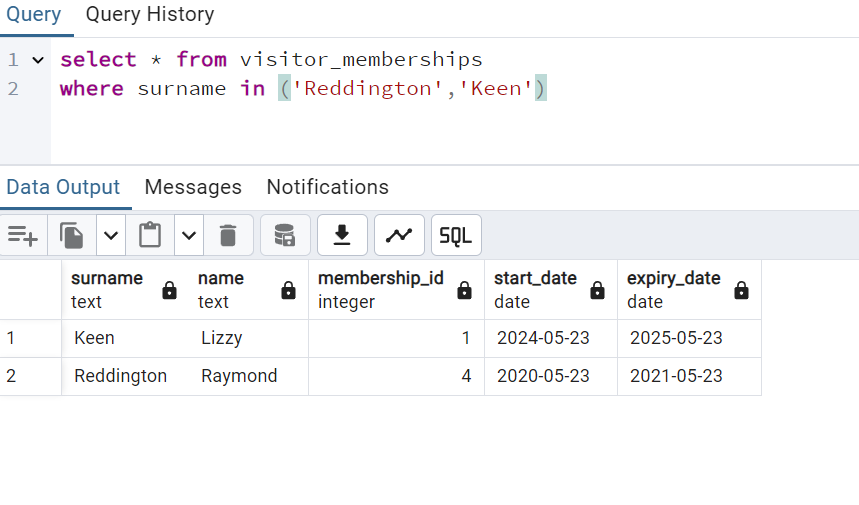 Query Query History
1 select * from visitor_memberships
2 where surname in ('Reddington','Keen')
Data Output Messages Notifications
SQL
surname name membership_id start_date expiry_date
text text integer date date
1 Keen Lizzy 1 2024-05-23 2025-05-23
2 Reddington Raymond 4 2020-05-23 2021-05-23